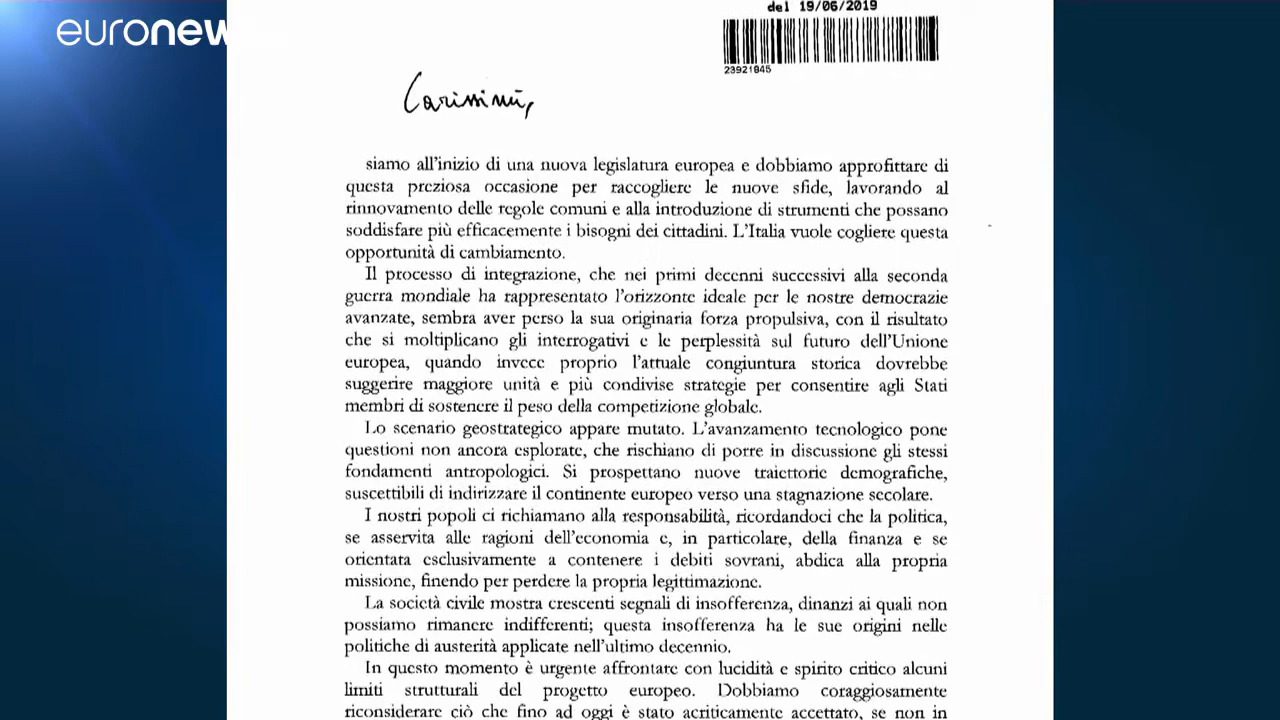 euronew
del 19/06/2019
23921845
Carissimi,
siamo all'inizio di una nuova legislatura europea e dobbiamo approfittare di
questa preziosa occasione per raccogliere le nuove sfide, lavorando al
rinnovamento delle regole comuni e alla introduzione di strumenti che possano
soddisfare più efficacemente i bisogni dei cittadini. L'Italia vuole cogliere questa
opportunità di cambiamento.
Il processo di integrazione, che nei primi decenni successivi alla seconda
guerra mondiale ha rappresentato l'orizzonte ideale per le nostre democrazie
avanzate, sembra aver perso la sua originaria forza propulsiva, con il risultato
che si moltiplicano gli interrogativi e le perplessità sul futuro dell'Unione
europea, quando invece proprio l'attuale congiuntura storica dovrebbe
suggerire maggiore unità e più condivise strategie per consentire agli Stati
membri di sostenere il peso della competizione globale.
Lo scenario geostrategico appare mutato. L'avanzamento tecnologico pone
questioni non ancora esplorate, che rischiano di porre in discussione gli stessi
fondamenti antropologici. Si prospettano nuove traiettorie demografiche,
suscettibili di indirizzare il continente europeo verso una stagnazione secolare.
I nostri popoli ci richiamano alla responsabilità, ricordandoci che la politica,
se asservita alle ragioni dell'economia e, in particolare, della finanza e se
orientata esclusivamente a contenere i debiti sovrani, abdica alla propria
missione, finendo per perdere la propria legittimazione.
La società civile mostra crescenti segnali di insofferenza, dinanzi ai quali non
possiamo rimanere indifferenti; questa insofferenza ha le sue origini nelle
politiche di austerità applicate nell'ultimo decennio.
In questo momento è urgente affrontare con lucidità e spirito critico alcuni
limiti strutturali del progetto europeo. Dobbiamo coraggiosamente
riconsiderare ciò che fino ad oggi è stato acriticamente accettato, se non in